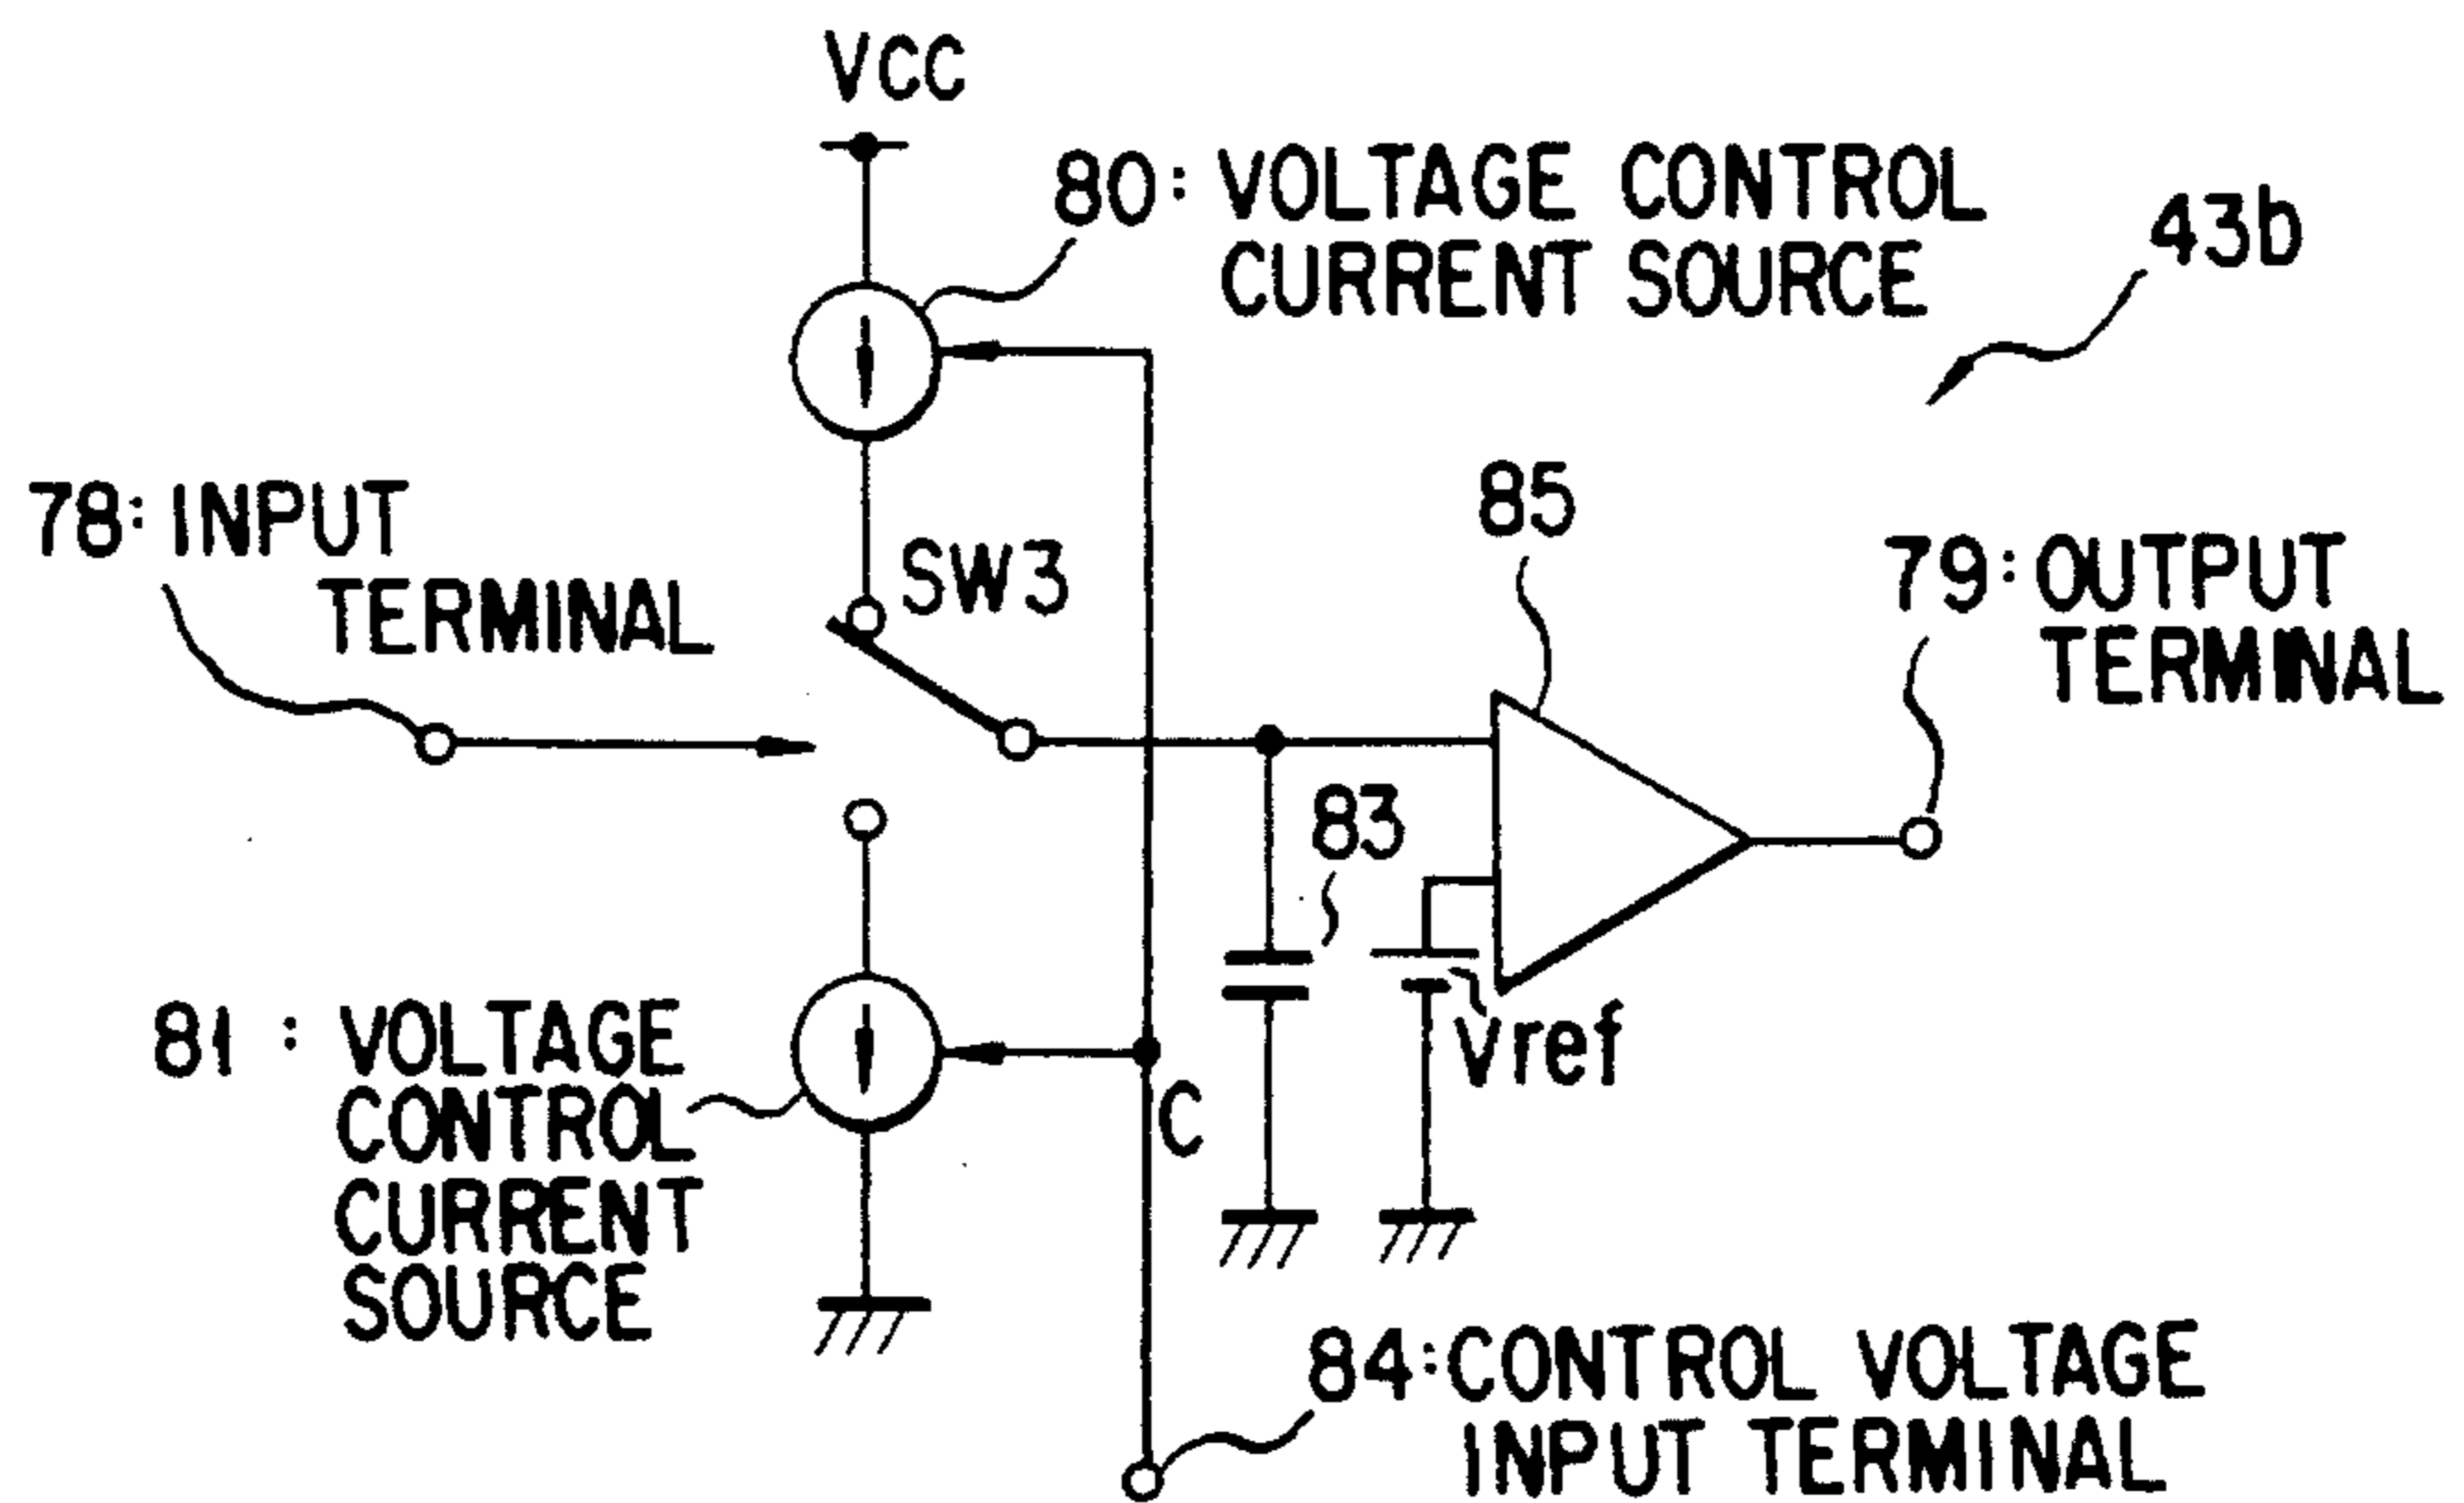 VCC
80: VOLTAGE CONTROL
CURRENT SOURCE
43b
78: INPUT
TERMINAL
SW3
85
79: OUTPUT
TERMINAL
83
81 : VOLTAGE
CONTROL
CURRENT
SOURCE
Vref
C
84: CONTROL VOLTAGE
INPUT TERMINAL